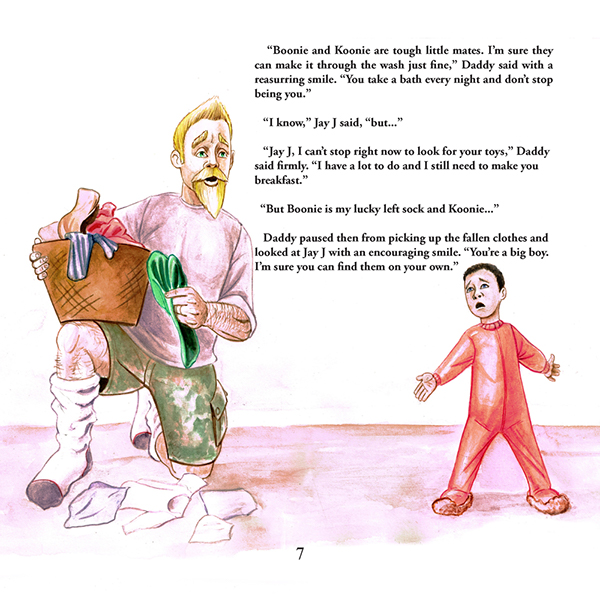 “Boonie and Koonie are tough little mates. I’m sure they
can make it through the wash just fine,” Daddy said with a
reasurring smile. “You take a bath every night and don’t stop
being you.”
“I know,” Jay J said, “but...”
“Jay J, I can’t stop right now to look for your toys,” Daddy
said firmly. “I have a lot to do and I still need to make you
breakfast.”
“But Boonie is my lucky left sock and Koonie...”
Daddy paused then from picking up the fallen clothes and
looked at Jay J with an encouraging smile. “You’re a big boy.
I’m sure you can find them on your own.”
7